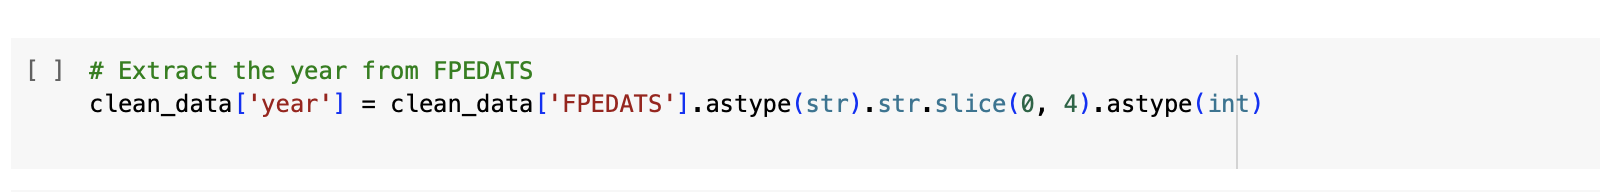 [ ] # Extract the year from FPEDATS
clean_data['year'] = clean_data['FPEDATS'].astype(str).str.slice(0, 4).astype(int)